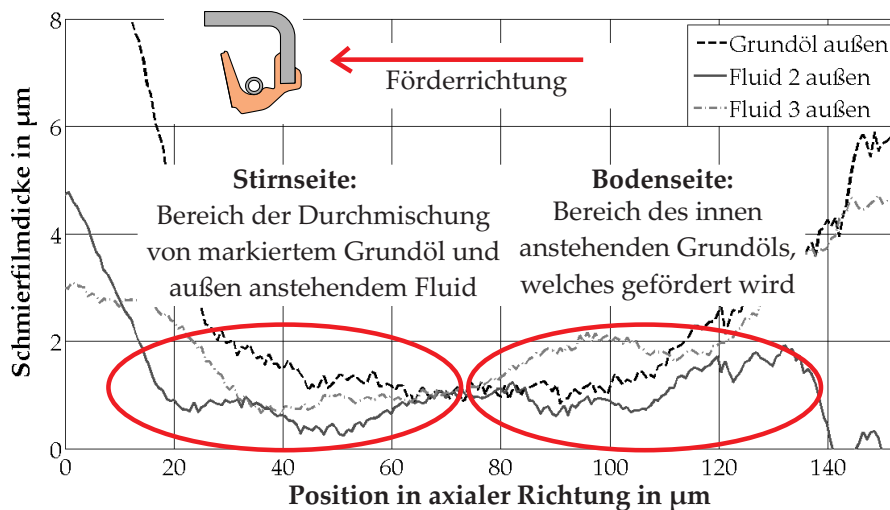 8
6
4
2
0
Schmierfilmdicke in µm
Förderrichtung
Grundöl außen
Fluid 2 außen
Fluid 3 außen
Stirnseite:
Bereich der Durchmischung
von markiertem Grundöl und
außen anstehendem Fluid
Bodenseite:
Bereich des innen
anstehenden Grundöls,
welches gefördert wird
0 20 40 60 80 100 120 140
Position in axialer Richtung in µm